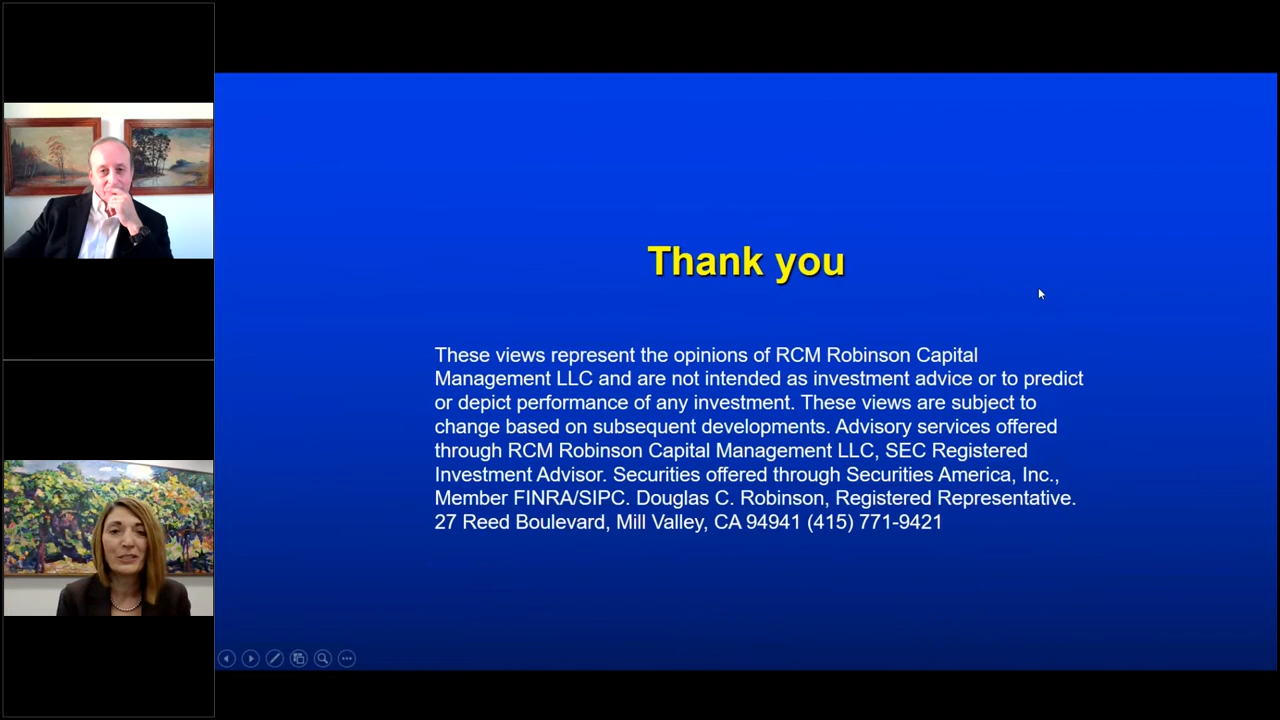 Thank you
These views represent the opinions of RCM Robinson Capital
Management LLC and are not intended as investment advice or to predict
or depict performance of any investment. These views are subject to
change based on subsequent developments. Advisory services offered
through RCM Robinson Capital Management LLC, SEC Registered
Investment Advisor. Securities offered through Securities America, Inc.,
Member FINRA/SIPC. Douglas C. Robinson, Registered Representative.
27 Reed Boulevard, Mill Valley, CA 94941 (415) 771-9421